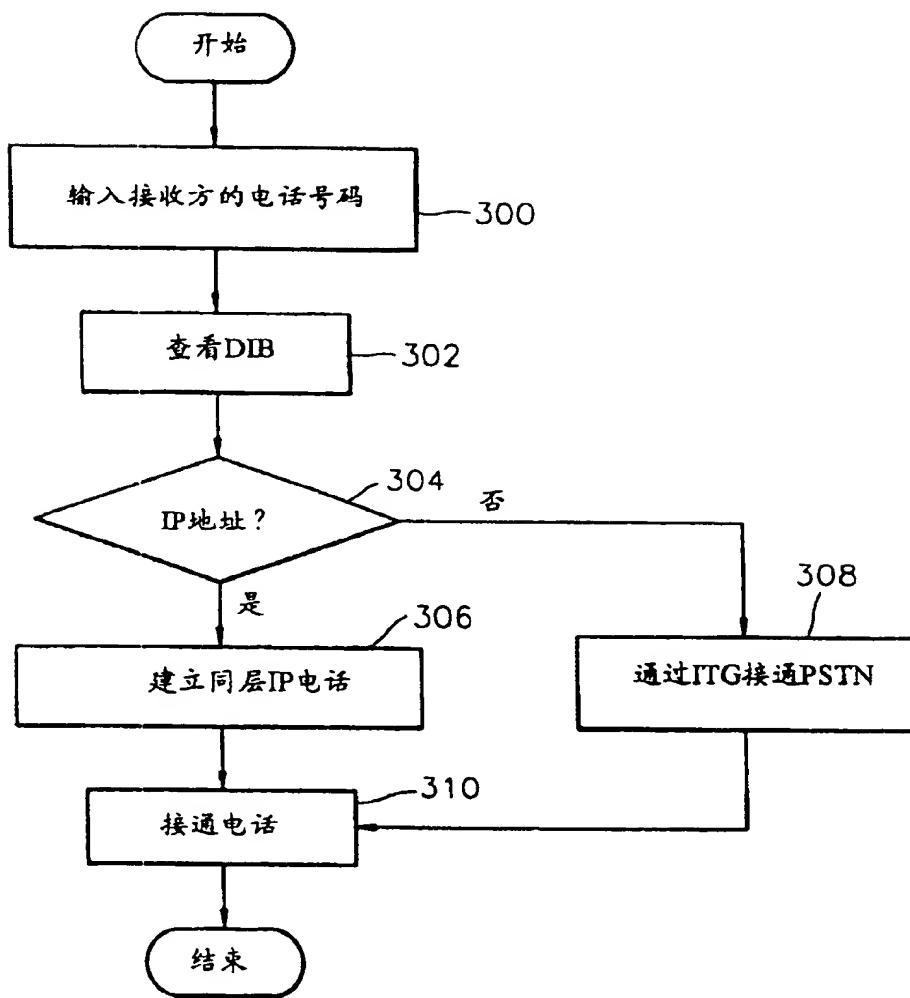 开始
输入接收方的电话号码
300
查看DIB
302
304
IP地址?
否
是
306
308
建立同层IP电话
通过ITG接通PSTN
310
接通电话
结束